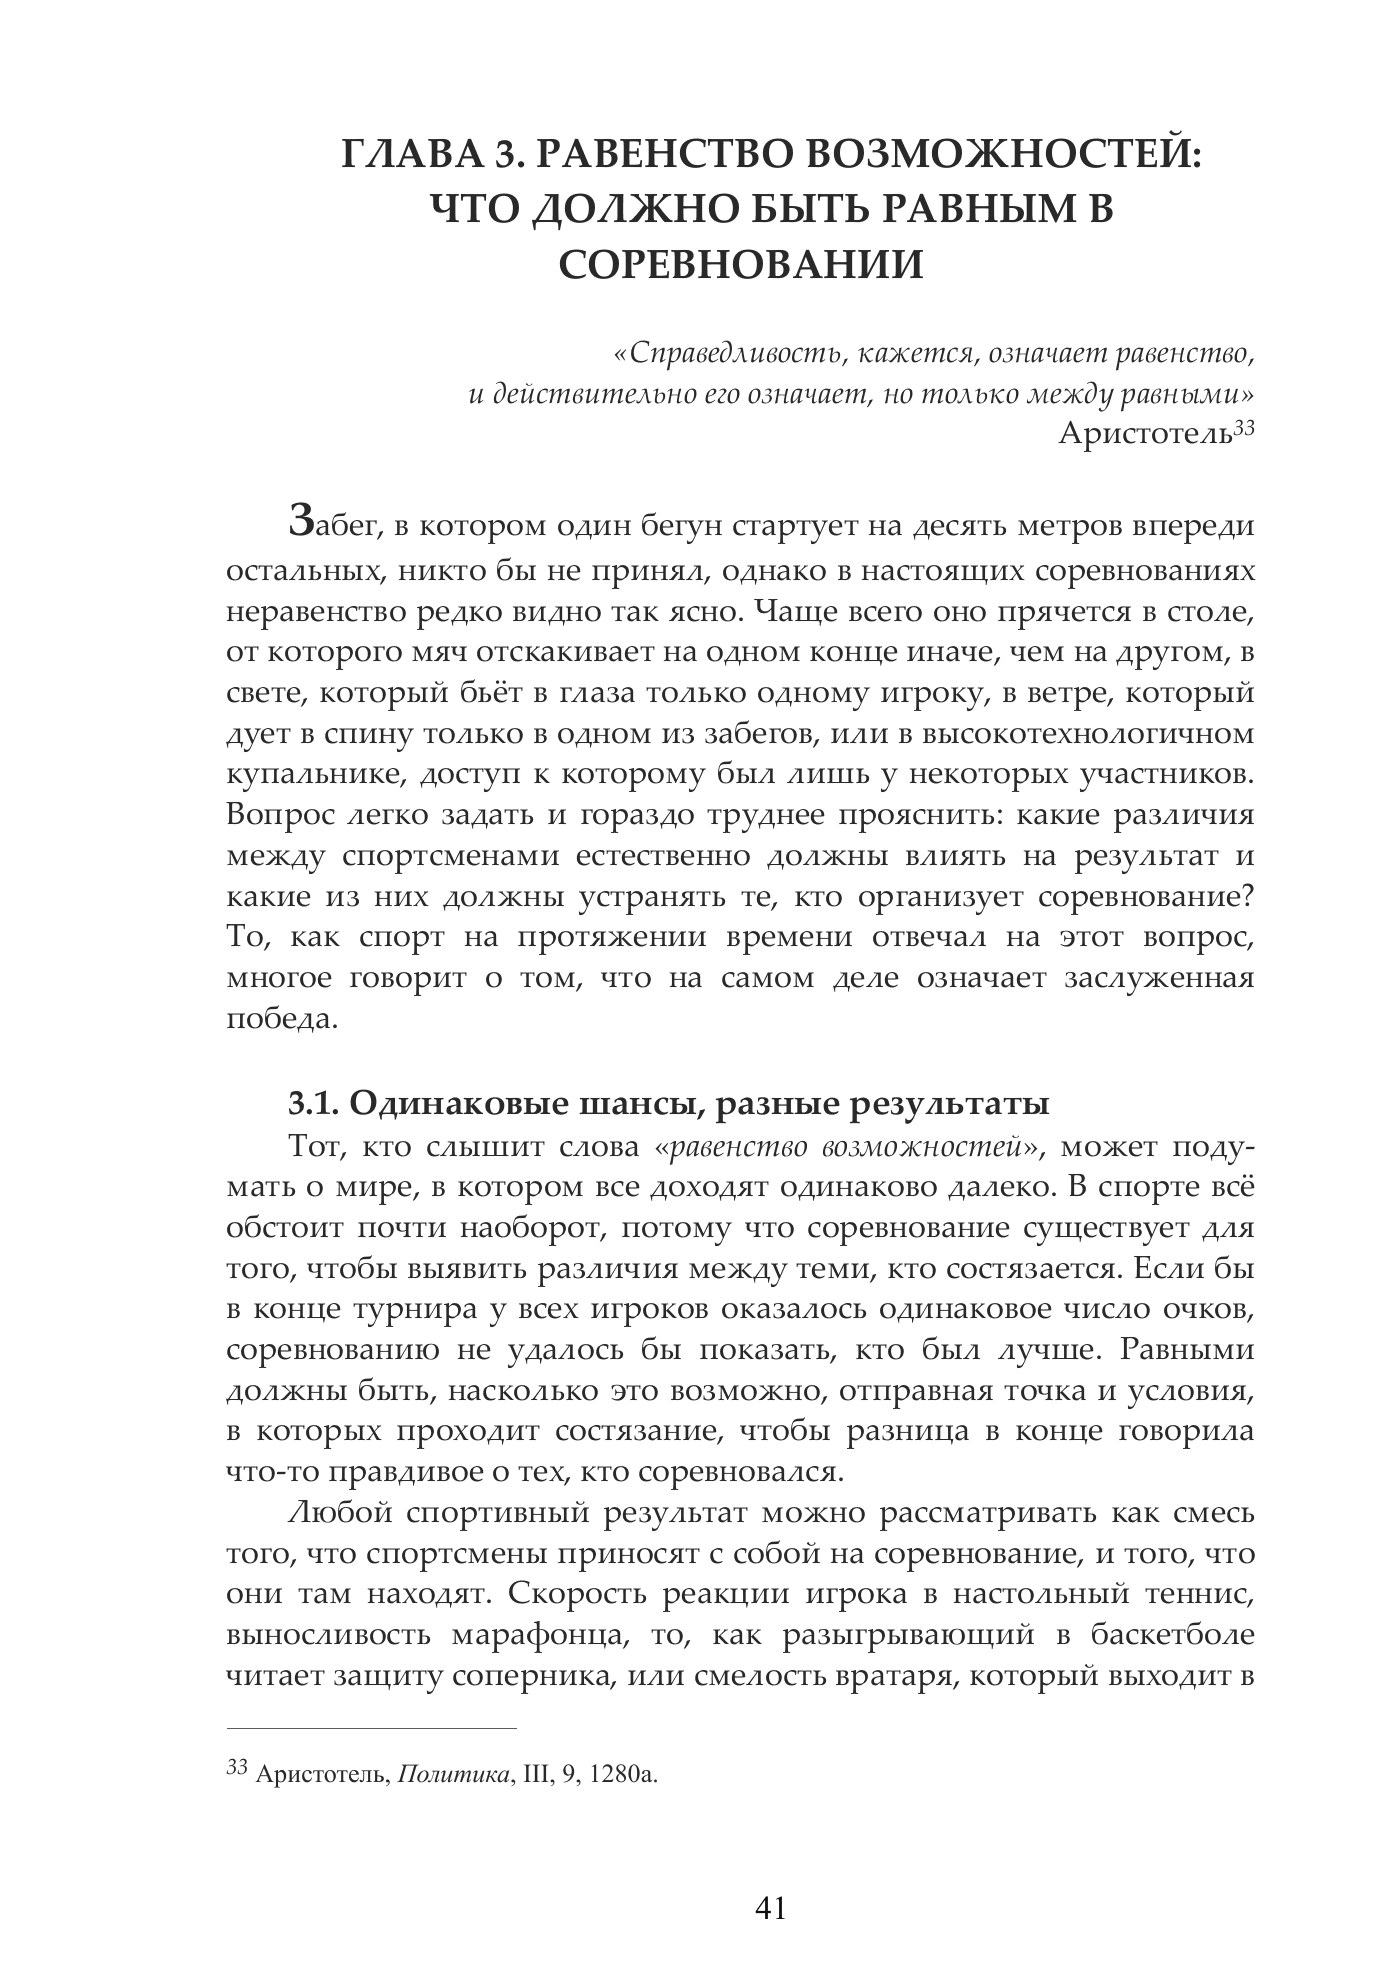 ГЛАВА 3. РАВЕНСТВО ВОЗМОЖНОСТЕЙ:
ЧТО ДОЛЖНО БЫТЬ РАВНЫМ В
СОРЕВНОВАНИИ
«Справедливость, кажется, означает равенство,
и действительно его означает, но только между равными»
Аристотель33
Забег, в котором один бегун стартует на десять метров впереди
остальных, никто бы не принял, однако в настоящих соревнованиях
неравенство редко видно так ясно. Чаще всего оно прячется в столе,
от которого мяч отскакивает на одном конце иначе, чем на другом, в
свете, который бьёт в глаза только одному игроку, в ветре, который
дует в спину только в одном из забегов, или в высокотехнологичном
купальнике, доступ к которому был лишь у некоторых участников.
Вопрос легко задать и гораздо труднее прояснить: какие различия
между спортсменами естественно должны влиять на результат и
какие из них должны устранять те, кто организует соревнование?
То, как спорт на протяжении времени отвечал на этот вопрос,
многое говорит о том, что на самом деле означает заслуженная
победа.
3.1. Одинаковые шансы, разные результаты
Тот, кто слышит слова «равенство возможностей», может поду-
мать о мире, в котором все доходят одинаково далеко. В спорте всё
обстоит почти наоборот, потому что соревнование существует для
того, чтобы выявить различия между теми, кто состязается. Если бы
в конце турнира у всех игроков оказалось одинаковое число очков,
соревнованию не удалось бы показать, кто был лучше. Равными
должны быть, насколько это возможно, отправная точка и условия,
в которых проходит состязание, чтобы разница в конце говорила
что-то правдивое о тех, кто соревновался.
Любой спортивный результат можно рассматривать как смесь
того, что спортсмены приносят с собой на соревнование, и того, что
они там находят. Скорость реакции игрока в настольный теннис,
выносливость марафонца, то, как разыгрывающий в баскетболе
читает защиту соперника, или смелость вратаря, который выходит в
33 Аристотель, Политика, III, 9, 1280a.
41